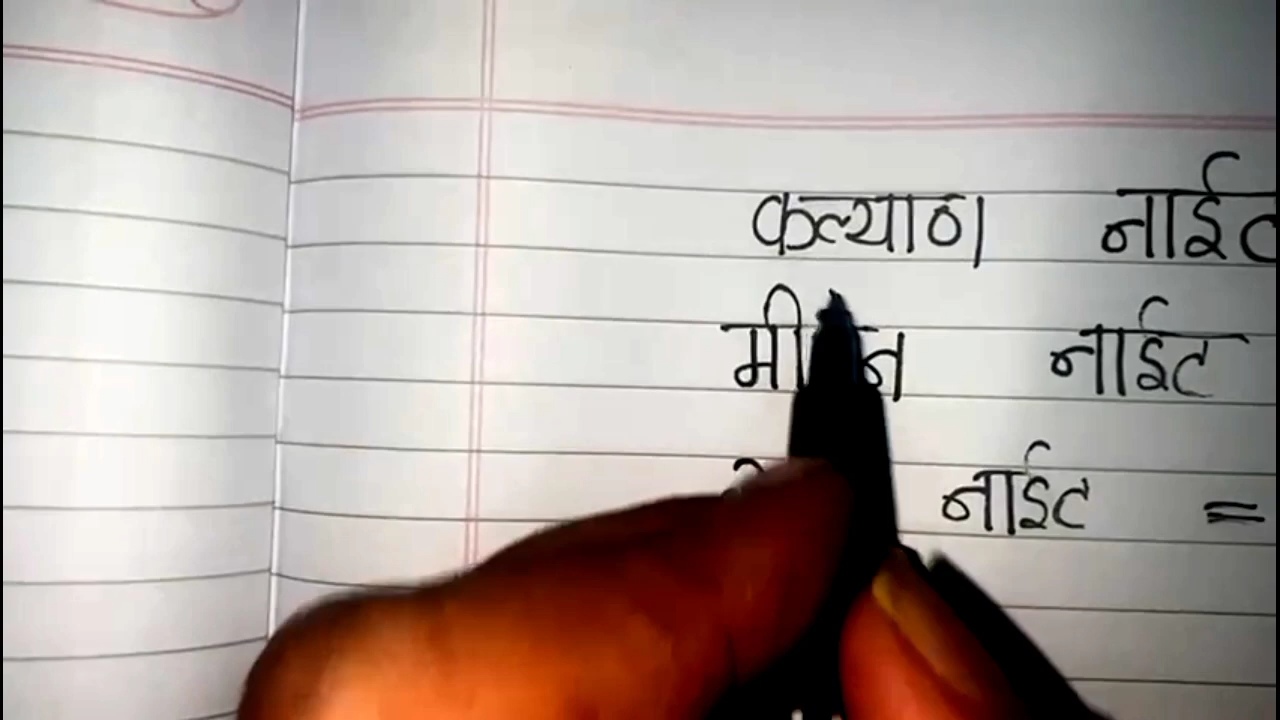 कल्याण नाईट
नाईट
नाईट =